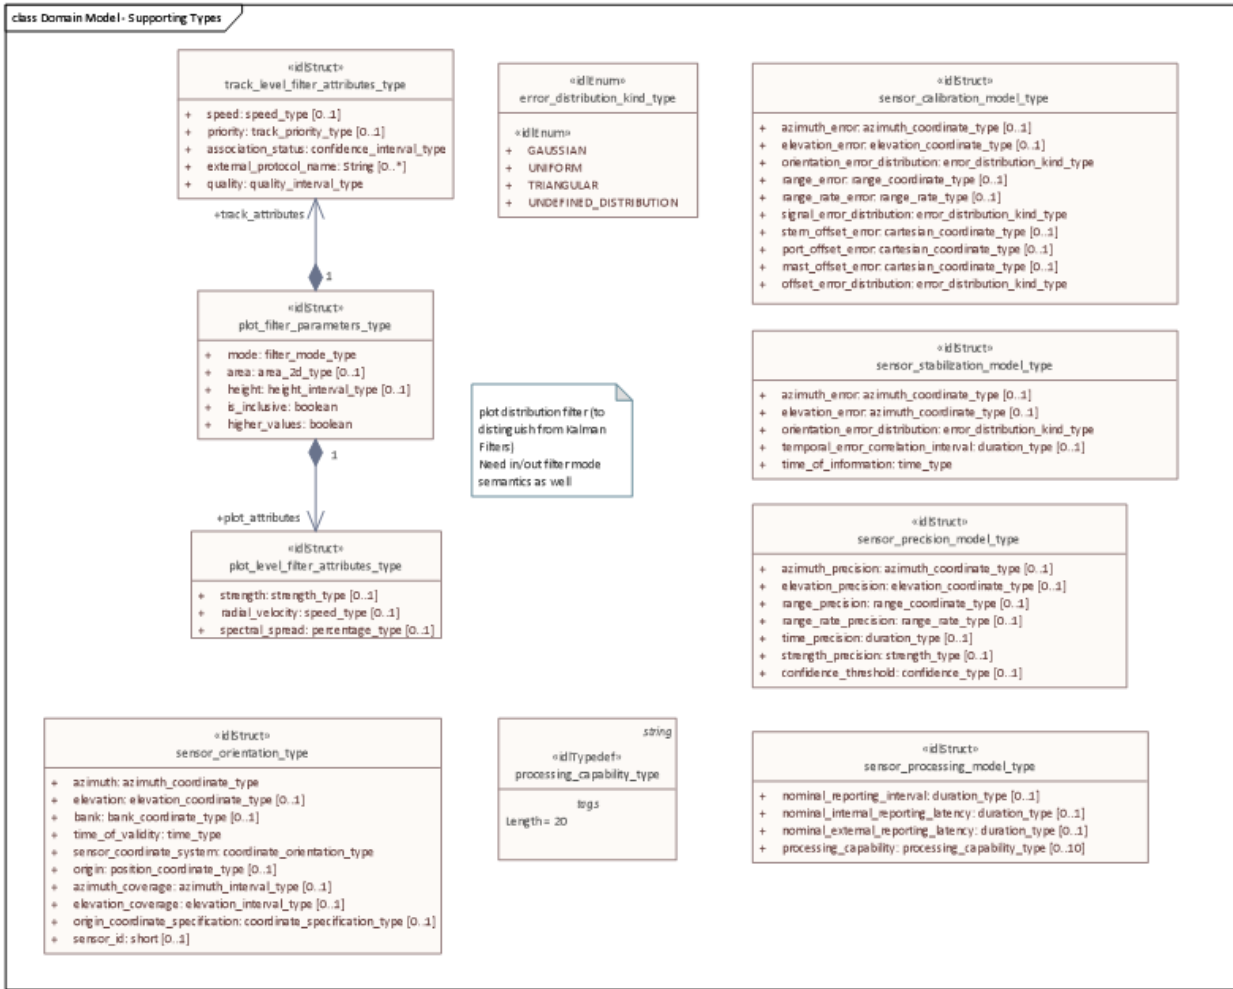 class Domain Model - Supporting Types
«idlStruct»
track_level_filter_attributes_type
+ speed: speed_type [0..1]
+ priority: track_priority_type [0..1]
+ association_status: confidence_interval_type
+ external_protocol_name: String [0..*]
+ quality: quality_interval_type
+track_attributes
1
«idlStruct»
plot_filter_parameters_type
+ mode: filter_mode_type
+ area: area_2d_type [0..1]
+ height: height_interval_type [0..1]
+ is_inclusive: boolean
+ higher_values: boolean
1
+plot_attributes
«idlStruct»
plot_level_filter_attributes_type
+ strength: strength_type [0..1]
+ radial_velocity: speed_type [0..1]
+ spectral_spread: percentage_type [0..1]
«idlEnum»
error_distribution_kind_type
«idlEnum»
+ GAUSSIAN
+ UNIFORM
+ TRIANGULAR
+ UNDEFINED_DISTRIBUTION
plot distribution filter (to
distinguish from Kalman
Filters)
Need in/out filter mode
semantics as well
«idlStruct»
sensor_calibration_model_type
+ azimuth_error: azimuth_coordinate_type [0..1]
+ elevation_error: elevation_coordinate_type [0..1]
+ orientation_error_distribution: error_distribution_kind_type
+ range_error: range_coordinate_type [0..1]
+ range_rate_error: range_rate_type [0..1]
+ signal_error_distribution: error_distribution_kind_type
+ stem_offset_error: cartesian_coordinate_type [0..1]
+ port_offset_error: cartesian_coordinate_type [0..1]
+ mast_offset_error: cartesian_coordinate_type [0..1]
+ offset_error_distribution: error_distribution_kind_type
«idlStruct»
sensor_stabilization_model_type
+ azimuth_error: azimuth_coordinate_type [0..1]
+ elevation_error: azimuth_coordinate_type [0..1]
+ orientation_error_distribution: error_distribution_kind_type
+ temporal_error_correlation_interval: duration_type [0..1]
+ time_of_information: time_type
«idlStruct»
sensor_precision_model_type
+ azimuth_precision: azimuth_coordinate_type [0..1]
+ elevation_precision: elevation_coordinate_type [0..1]
+ range_precision: range_coordinate_type [0..1]
+ range_rate_precision: range_rate_type [0..1]
+ time_precision: duration_type [0..1]
+ strength_precision: strength_type [0..1]
+ confidence_threshold: confidence_type [0..1]
«idlStruct»
sensor_orientation_type
+ azimuth: azimuth_coordinate_type
+ elevation: elevation_coordinate_type [0..1]
+ bank: bank_coordinate_type [0..1]
+ time_of_validity: time_type
+ sensor_coordinate_system: coordinate_orientation_type
+ origin: position_coordinate_type [0..1]
+ azimuth_coverage: azimuth_interval_type [0..1]
+ elevation_coverage: elevation_interval_type [0..1]
+ origin_coordinate_specification: coordinate_specification_type [0..1]
+ sensor_id: short [0..1]
string
«idlTypedef»
processing_capability_type
tags
Length = 20
«idlStruct»
sensor_processing_model_type
+ nominal_reporting_interval: duration_type [0..1]
+ nominal_internal_reporting_latency: duration_type [0..1]
+ nominal_external_reporting_latency: duration_type [0..1]
+ processing_capability: processing_capability_type [0..10]